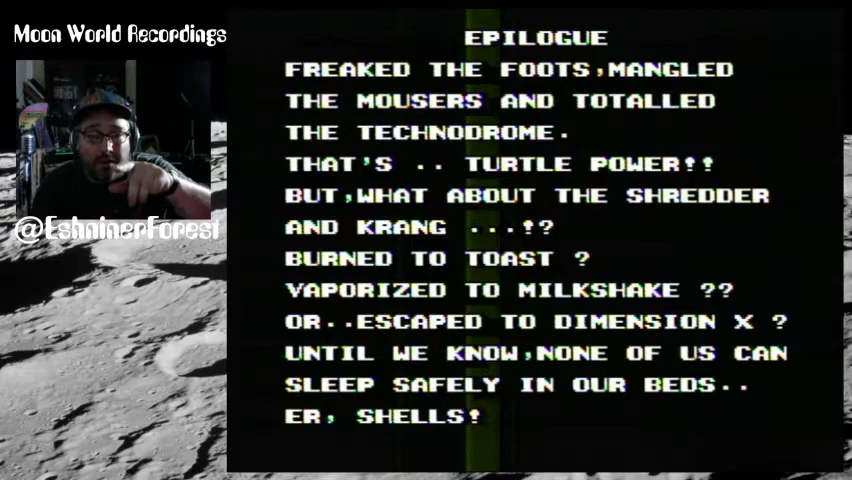 Moon World Recordings
@EshninerForest
EPILOGUE
FREAKED THE FOOTS,MANGLED
THE MOUSERS AND TOTALLED
THE TECHNODROME.
THAT'S .. TURTLE POWER!!
BUT,WHAT ABOUT THE SHREDDER
AND KRANG ...!?
BURNED TO TOAST ?
VAPORIZED TO MILKSHAKE ??
OR..ESCAPED TO DIMENSION X ?
UNTIL WE KNOW,NONE OF US CAN
SLEEP SAFELY IN OUR BEDS..
ER, SHELLS!